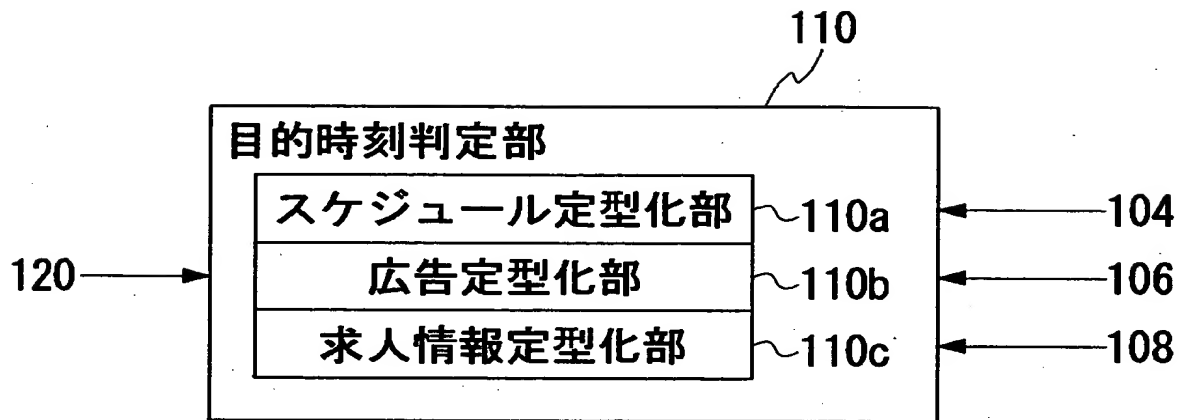 110
目的時刻判定部
スケジュール定型化部 110a 104
120 広告定型化部 110b 106
求人情報定型化部 110c 108